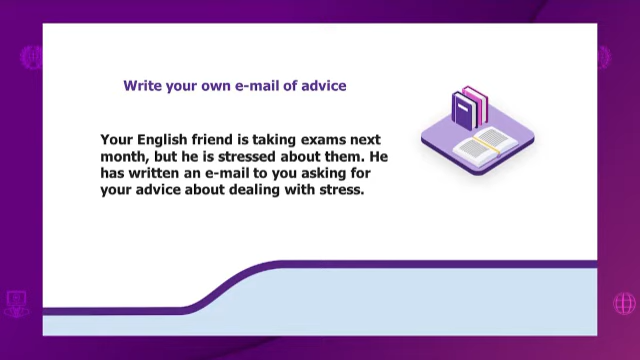 Write your own e-mail of advice
Your English friend is taking exams next
month, but he is stressed about them. He
has written an e-mail to you asking for
your advice about dealing with stress.